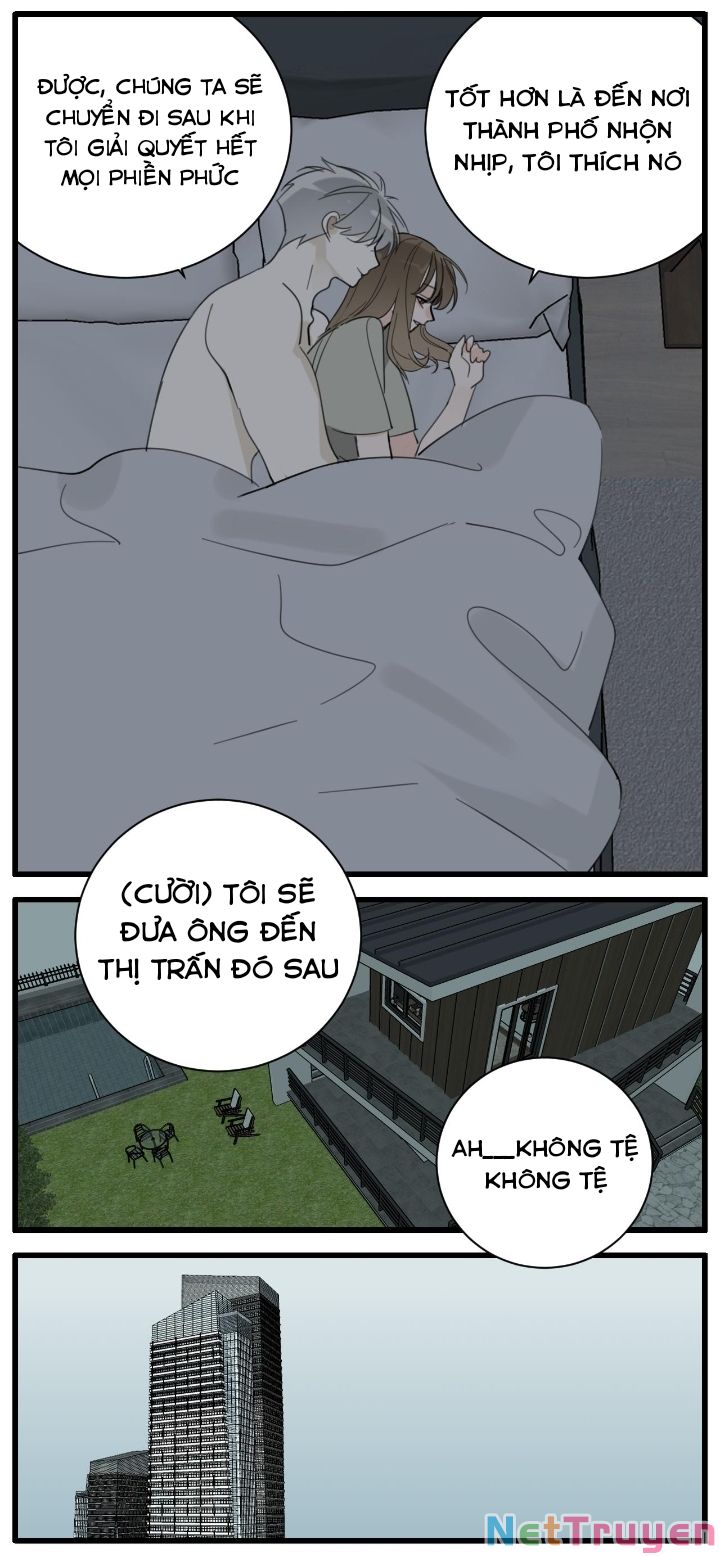 ĐƯỢC, CHÚNG TA SẼ
CHUYỂN ĐI SAU KHI
TÔI GIẢI QUYẾT HẾT
MỌI PHIỀN PHỨC
TỐT HƠN LÀ ĐẾN NƠI
THÀNH PHỐ NHỘN
NHỊP, TÔI THÍCH NÓ
(CƯỜI) TÔI SẼ
ĐƯA ÔNG ĐẾN
THỊ TRẤN ĐÓ SAU
AH__KHÔNG TỆ
KHÔNG TỆ
NETTRUYEN